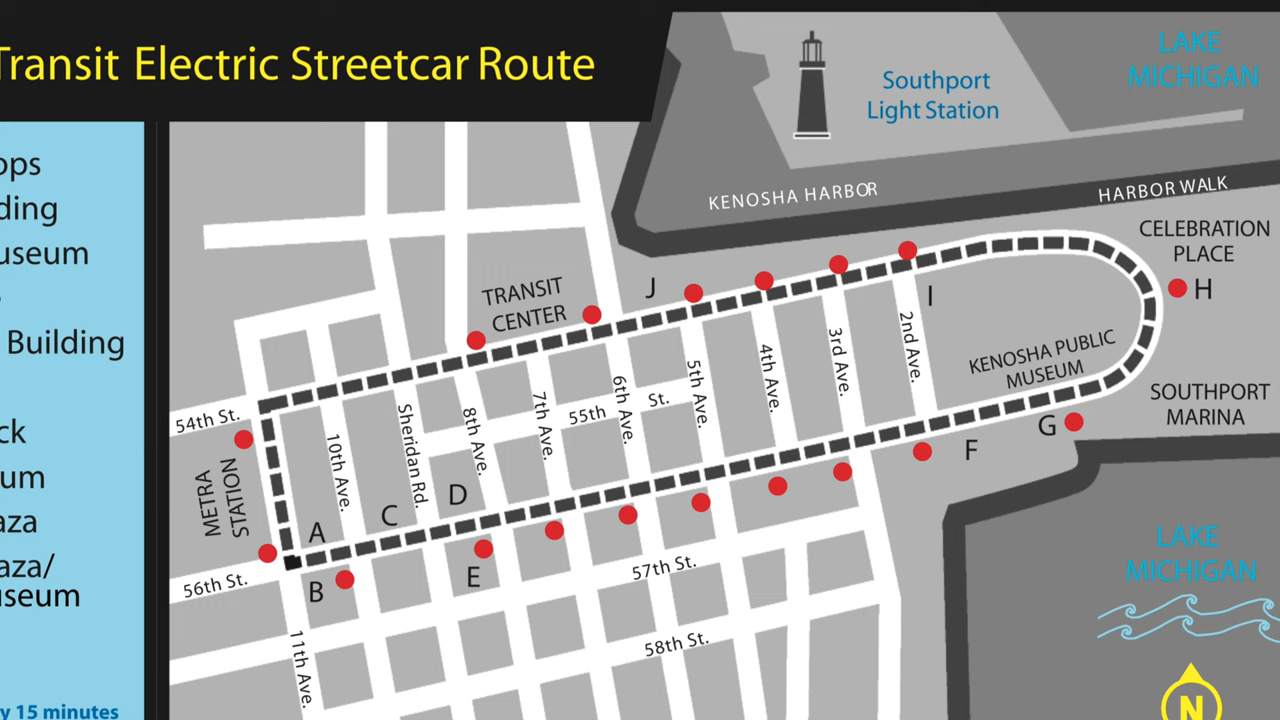 Transit Electric Streetcar Route
ops
ding
useum
Building
ck
um
aza
aza/
useum
y 15 minutes
LAKE
MICHIGAN
Southport
Light Station
KENOSHA HARBOR
HARBOR WALK
CELEBRATION
PLACE
H
TRANSIT
CENTER
J
I
KENOSHA PUBLIC
MUSEUM
SOUTHPORT
MARINA
G
F
54th St.
METRA
STATION
10th Ave.
Sheridan Rd.
8th Ave.
7th Ave.
55th St.
6th Ave.
5th Ave.
4th Ave.
3rd Ave.
2nd Ave.
A
B
C
D
E
56th St.
57th St.
58th St.
11th Ave.
LAKE
MICHIGAN
N